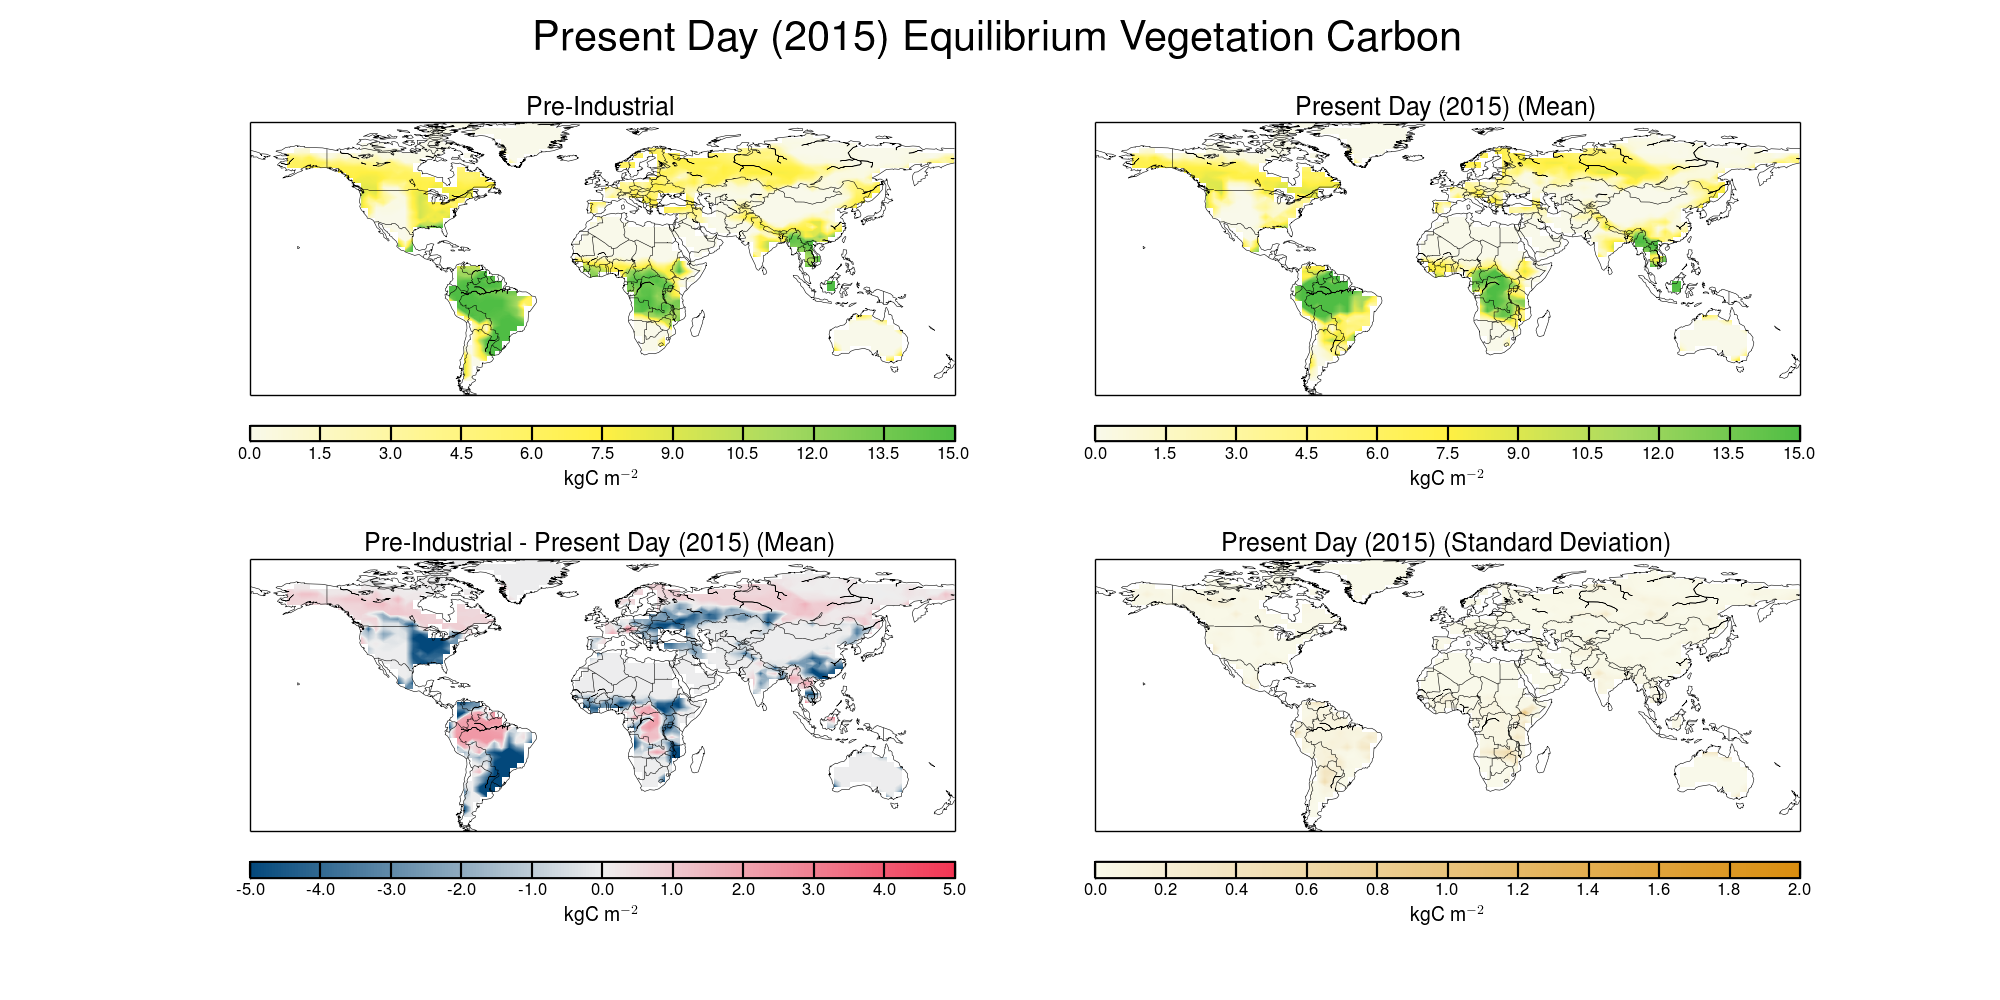 Present Day (2015) Equilibrium Vegetation Carbon
Pre-Industrial
Present Day (2015) (Mean)
0.0 1.5 3.0 4.5 6.0 7.5 9.0 10.5 12.0 13.5 15.0
kgC m⁻²
0.0 1.5 3.0 4.5 6.0 7.5 9.0 10.5 12.0 13.5 15.0
kgC m⁻²
Pre-Industrial - Present Day (2015) (Mean)
Present Day (2015) (Standard Deviation)
-5.0 -4.0 -3.0 -2.0 -1.0 0.0 1.0 2.0 3.0 4.0 5.0
kgC m⁻²
0.0 0.2 0.4 0.6 0.8 1.0 1.2 1.4 1.6 1.8 2.0
kgC m⁻²